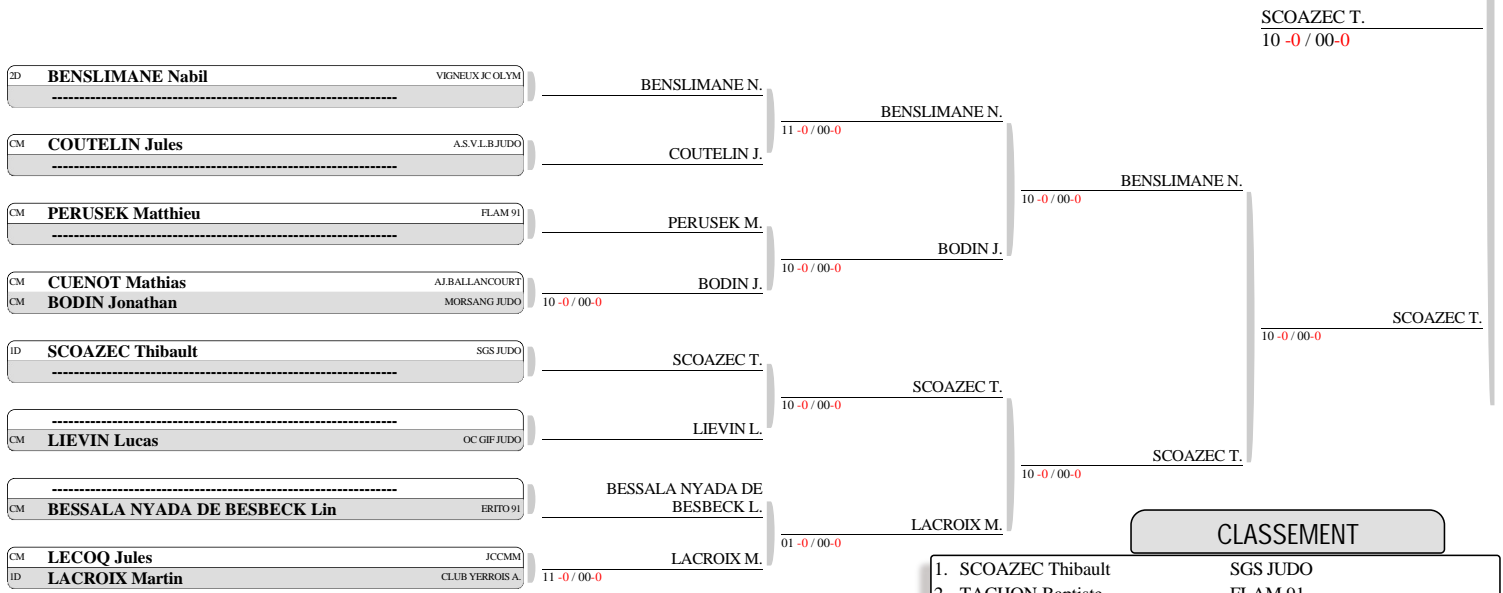 SCOAZEC T.
10 -0 / 00-0
2D BENSLIMANE Nabil VIGNEUX JC OLYM
---------------------------------------------------------------
CM COUTELIN Jules A.S.V.L.B.JUDO
---------------------------------------------------------------
CM PERUSEK Matthieu FLAM 91
---------------------------------------------------------------
CM CUENOT Mathias AJ.BALLANCOURT
CM BODIN Jonathan MORSANG JUDO
1D SCOAZEC Thibault SGS JUDO
---------------------------------------------------------------
---------------------------------------------------------------
CM LIEVIN Lucas OC GIF JUDO
---------------------------------------------------------------
CM BESSALA NYADA DE BESBECK Lin ERITO 91
CM LECOQ Jules JCCMM
1D LACROIX Martin CLUB YERROIS A.
BENSLIMANE N.
COUTELIN J.
PERUSEK M.
BODIN J.
10 -0 / 00-0
SCOAZEC T.
LIEVIN L.
BESSALA NYADA DE
BESBECK L.
LACROIX M.
11 -0 / 00-0
BENSLIMANE N.
11 -0 / 00-0
BODIN J.
10 -0 / 00-0
SCOAZEC T.
10 -0 / 00-0
LACROIX M.
01 -0 / 00-0
BENSLIMANE N.
10 -0 / 00-0
SCOAZEC T.
10 -0 / 00-0
SCOAZEC T.
10 -0 / 00-0
CLASSEMENT
1. SCOAZEC Thibault SGS JUDO
2. TACHON Baptiste FLAM 91